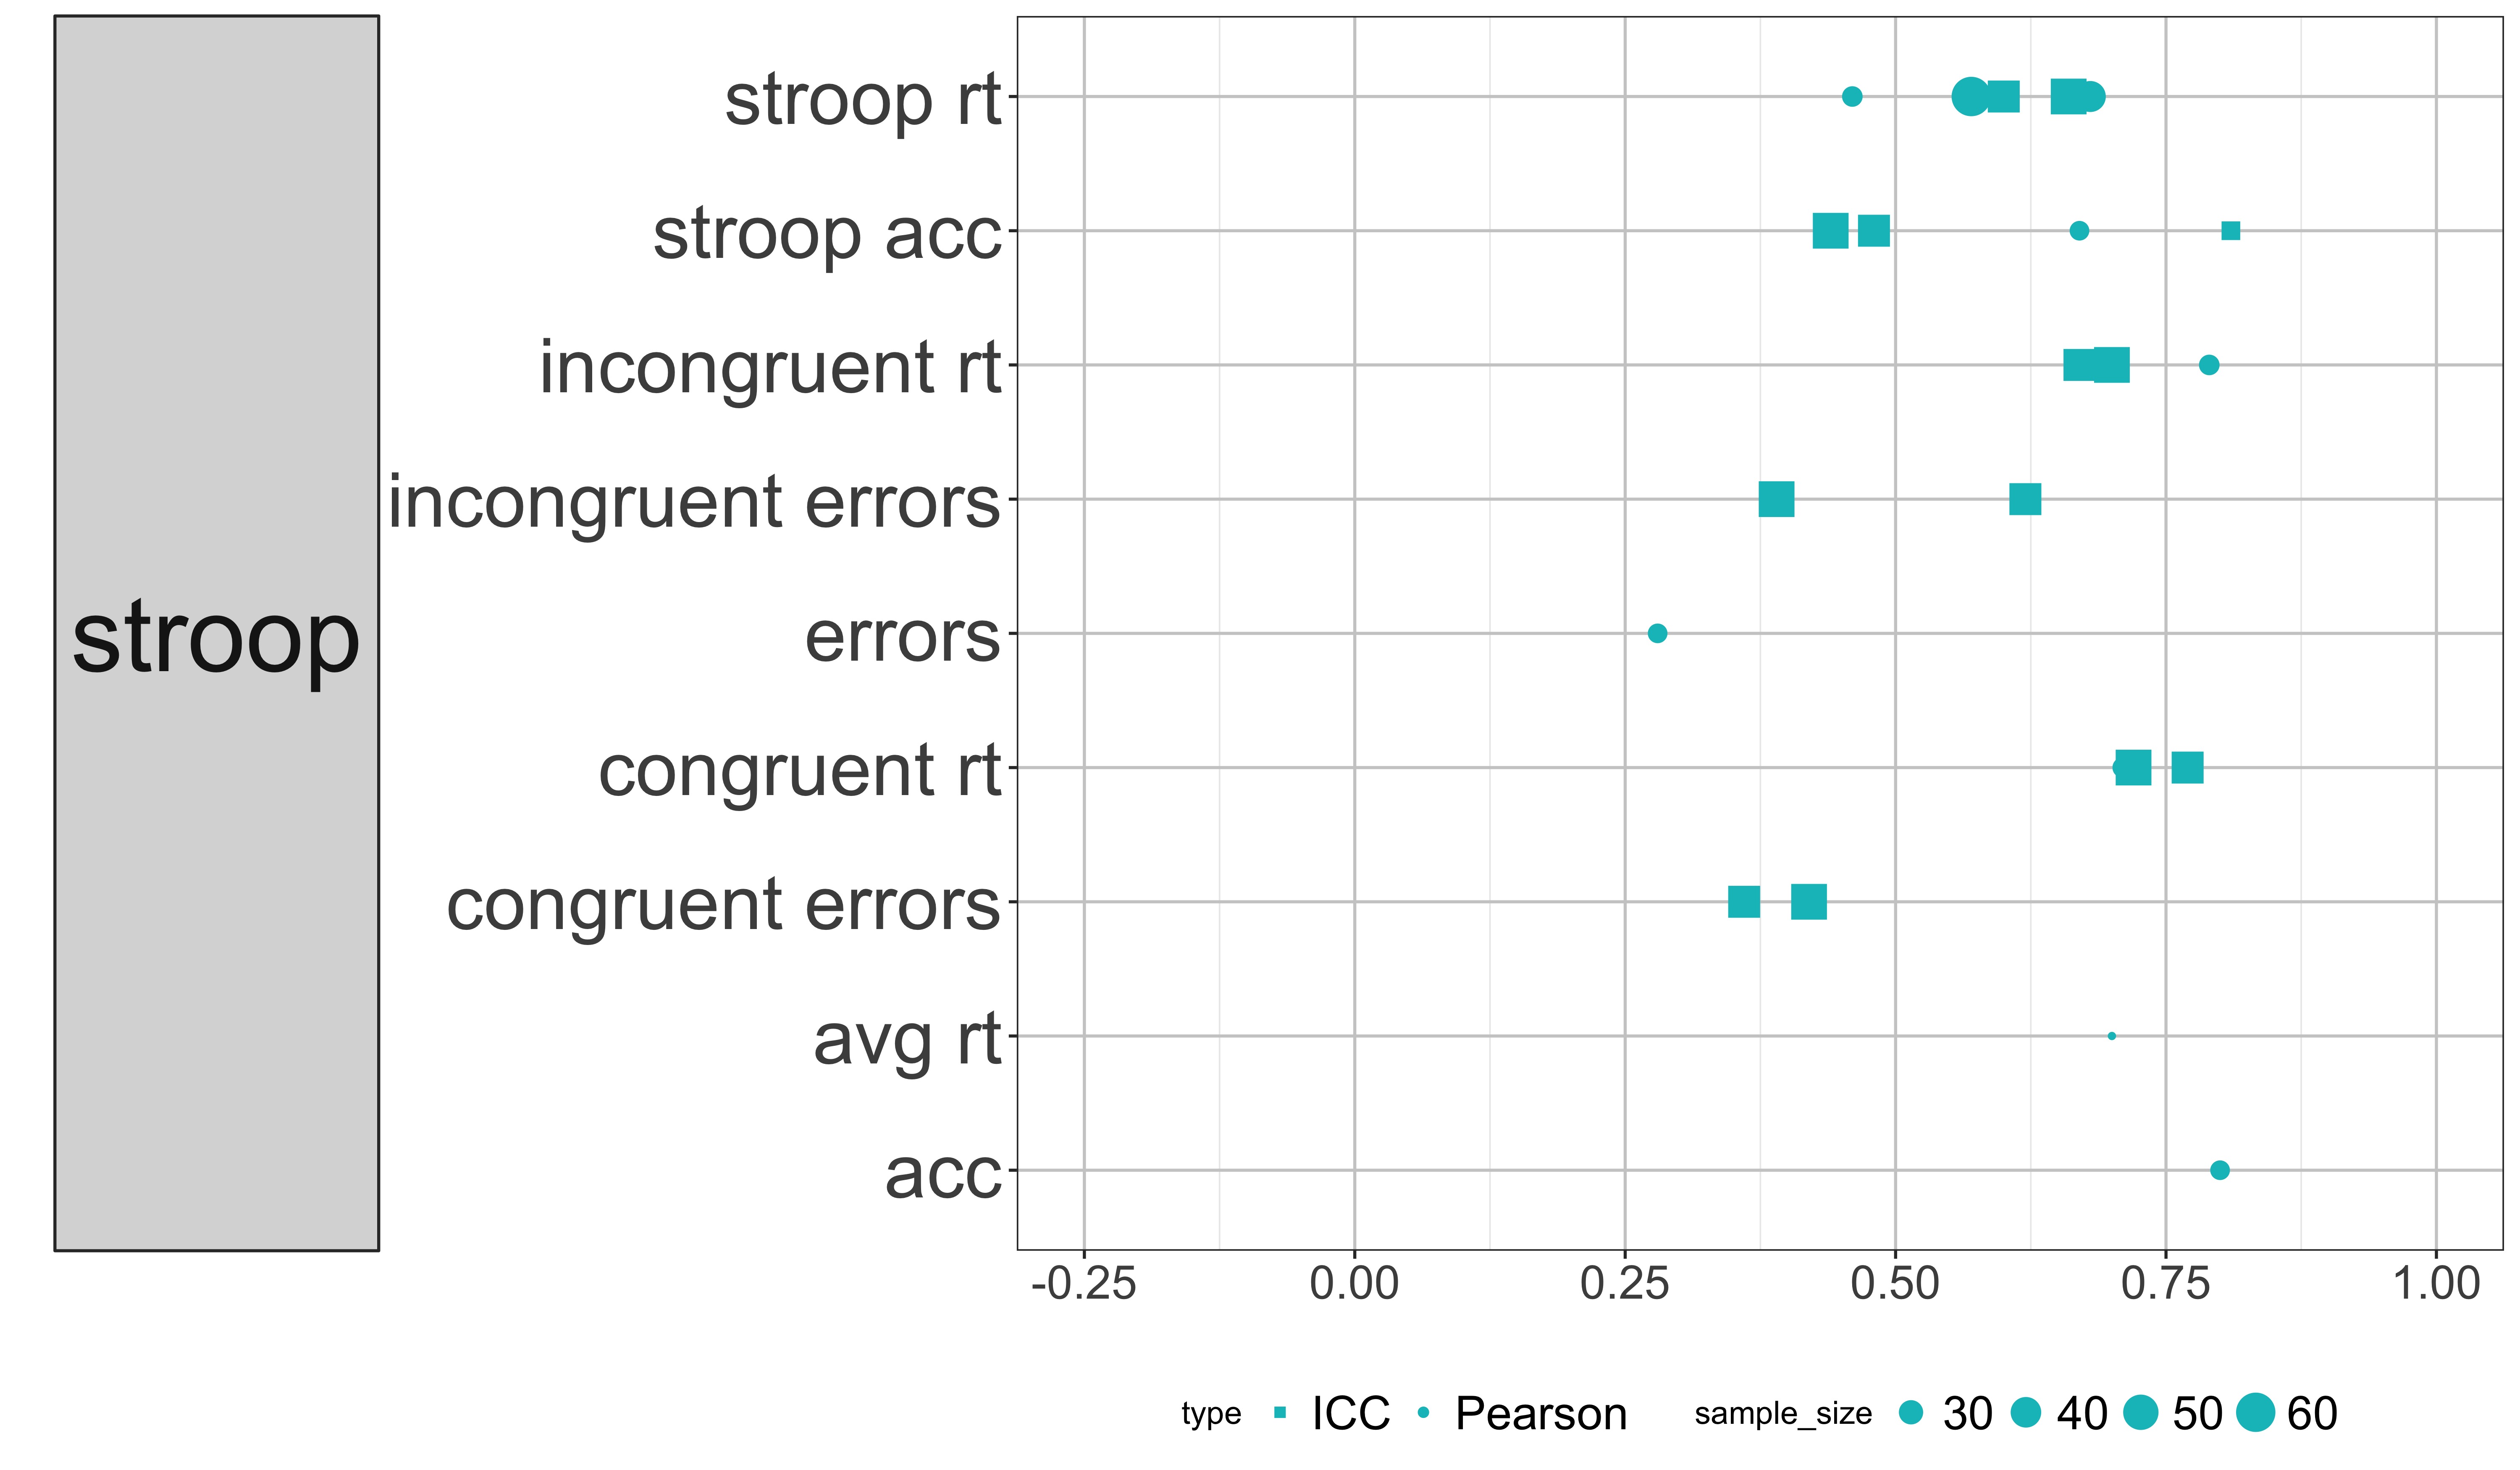 stroop
stroop rt
stroop acc
incongruent rt
incongruent errors
errors
congruent rt
congruent errors
avg rt
acc
-0.25 0.00 0.25 0.50 0.75 1.00
type ICC Pearson sample_size 30 40 50 60